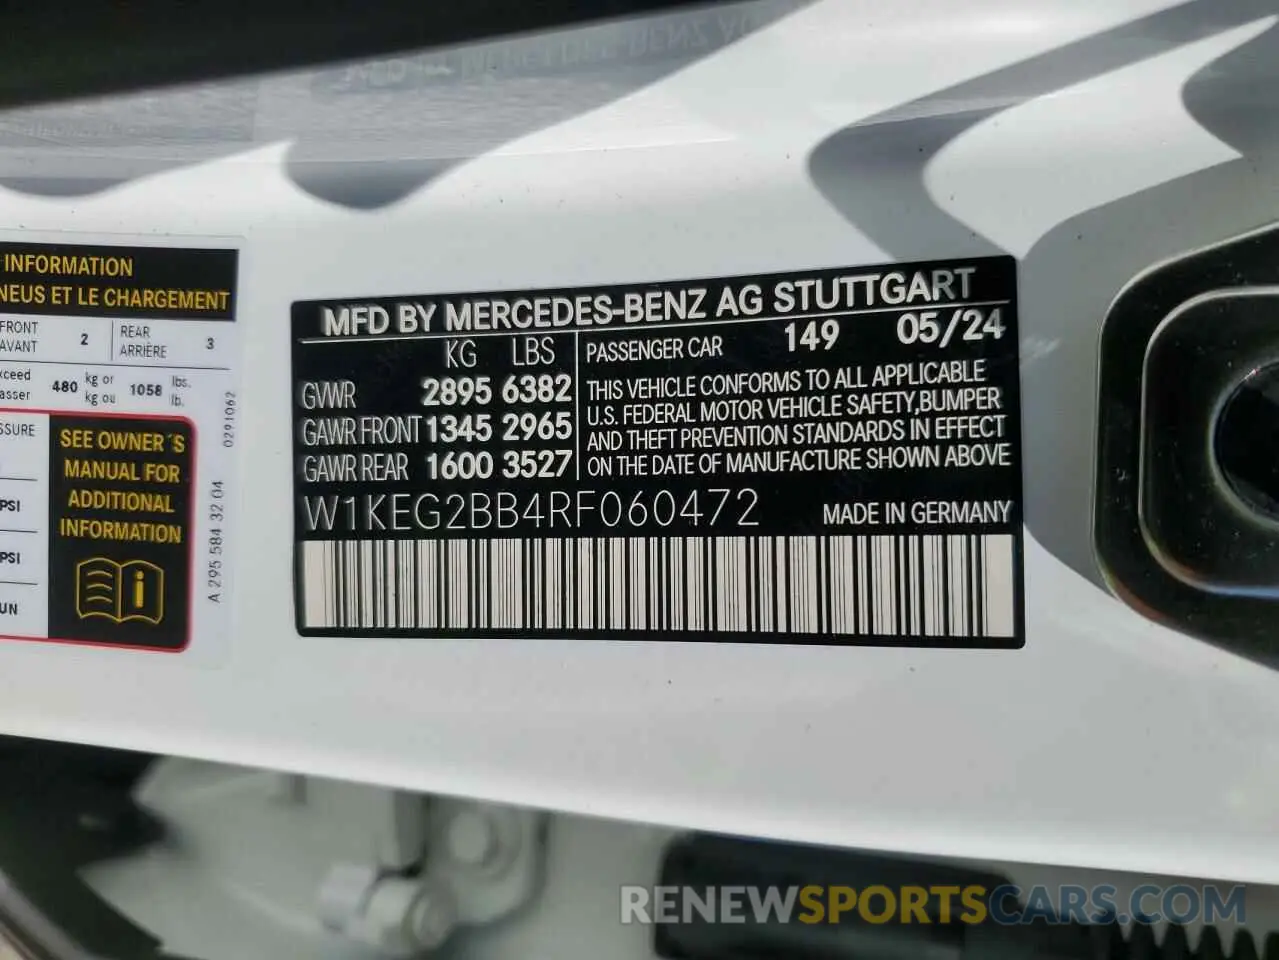 INFORMATION
NEUS ET LE CHARGEMENT
FRONT
AVANT
2
REAR
ARRIÈRE
3
480
kg or
kg ou
1058
lbs.
lb.
SEE OWNER´S
MANUAL FOR
ADDITIONAL
INFORMATION
PSI
PSI
0291062
A 295 584 32 04
MFD BY MERCEDES-BENZ AG STUTTGART
KG LBS
GVWR 2895 6382
GAWR FRONT 1345 2965
GAWR REAR 1600 3527
PASSENGER CAR 149 05/24
THIS VEHICLE CONFORMS TO ALL APPLICABLE
U.S. FEDERAL MOTOR VEHICLE SAFETY,BUMPER
AND THEFT PREVENTION STANDARDS IN EFFECT
ON THE DATE OF MANUFACTURE SHOWN ABOVE
W1KEG2BB4RF060472
MADE IN GERMANY
RENEWSPORTSCARS.COM